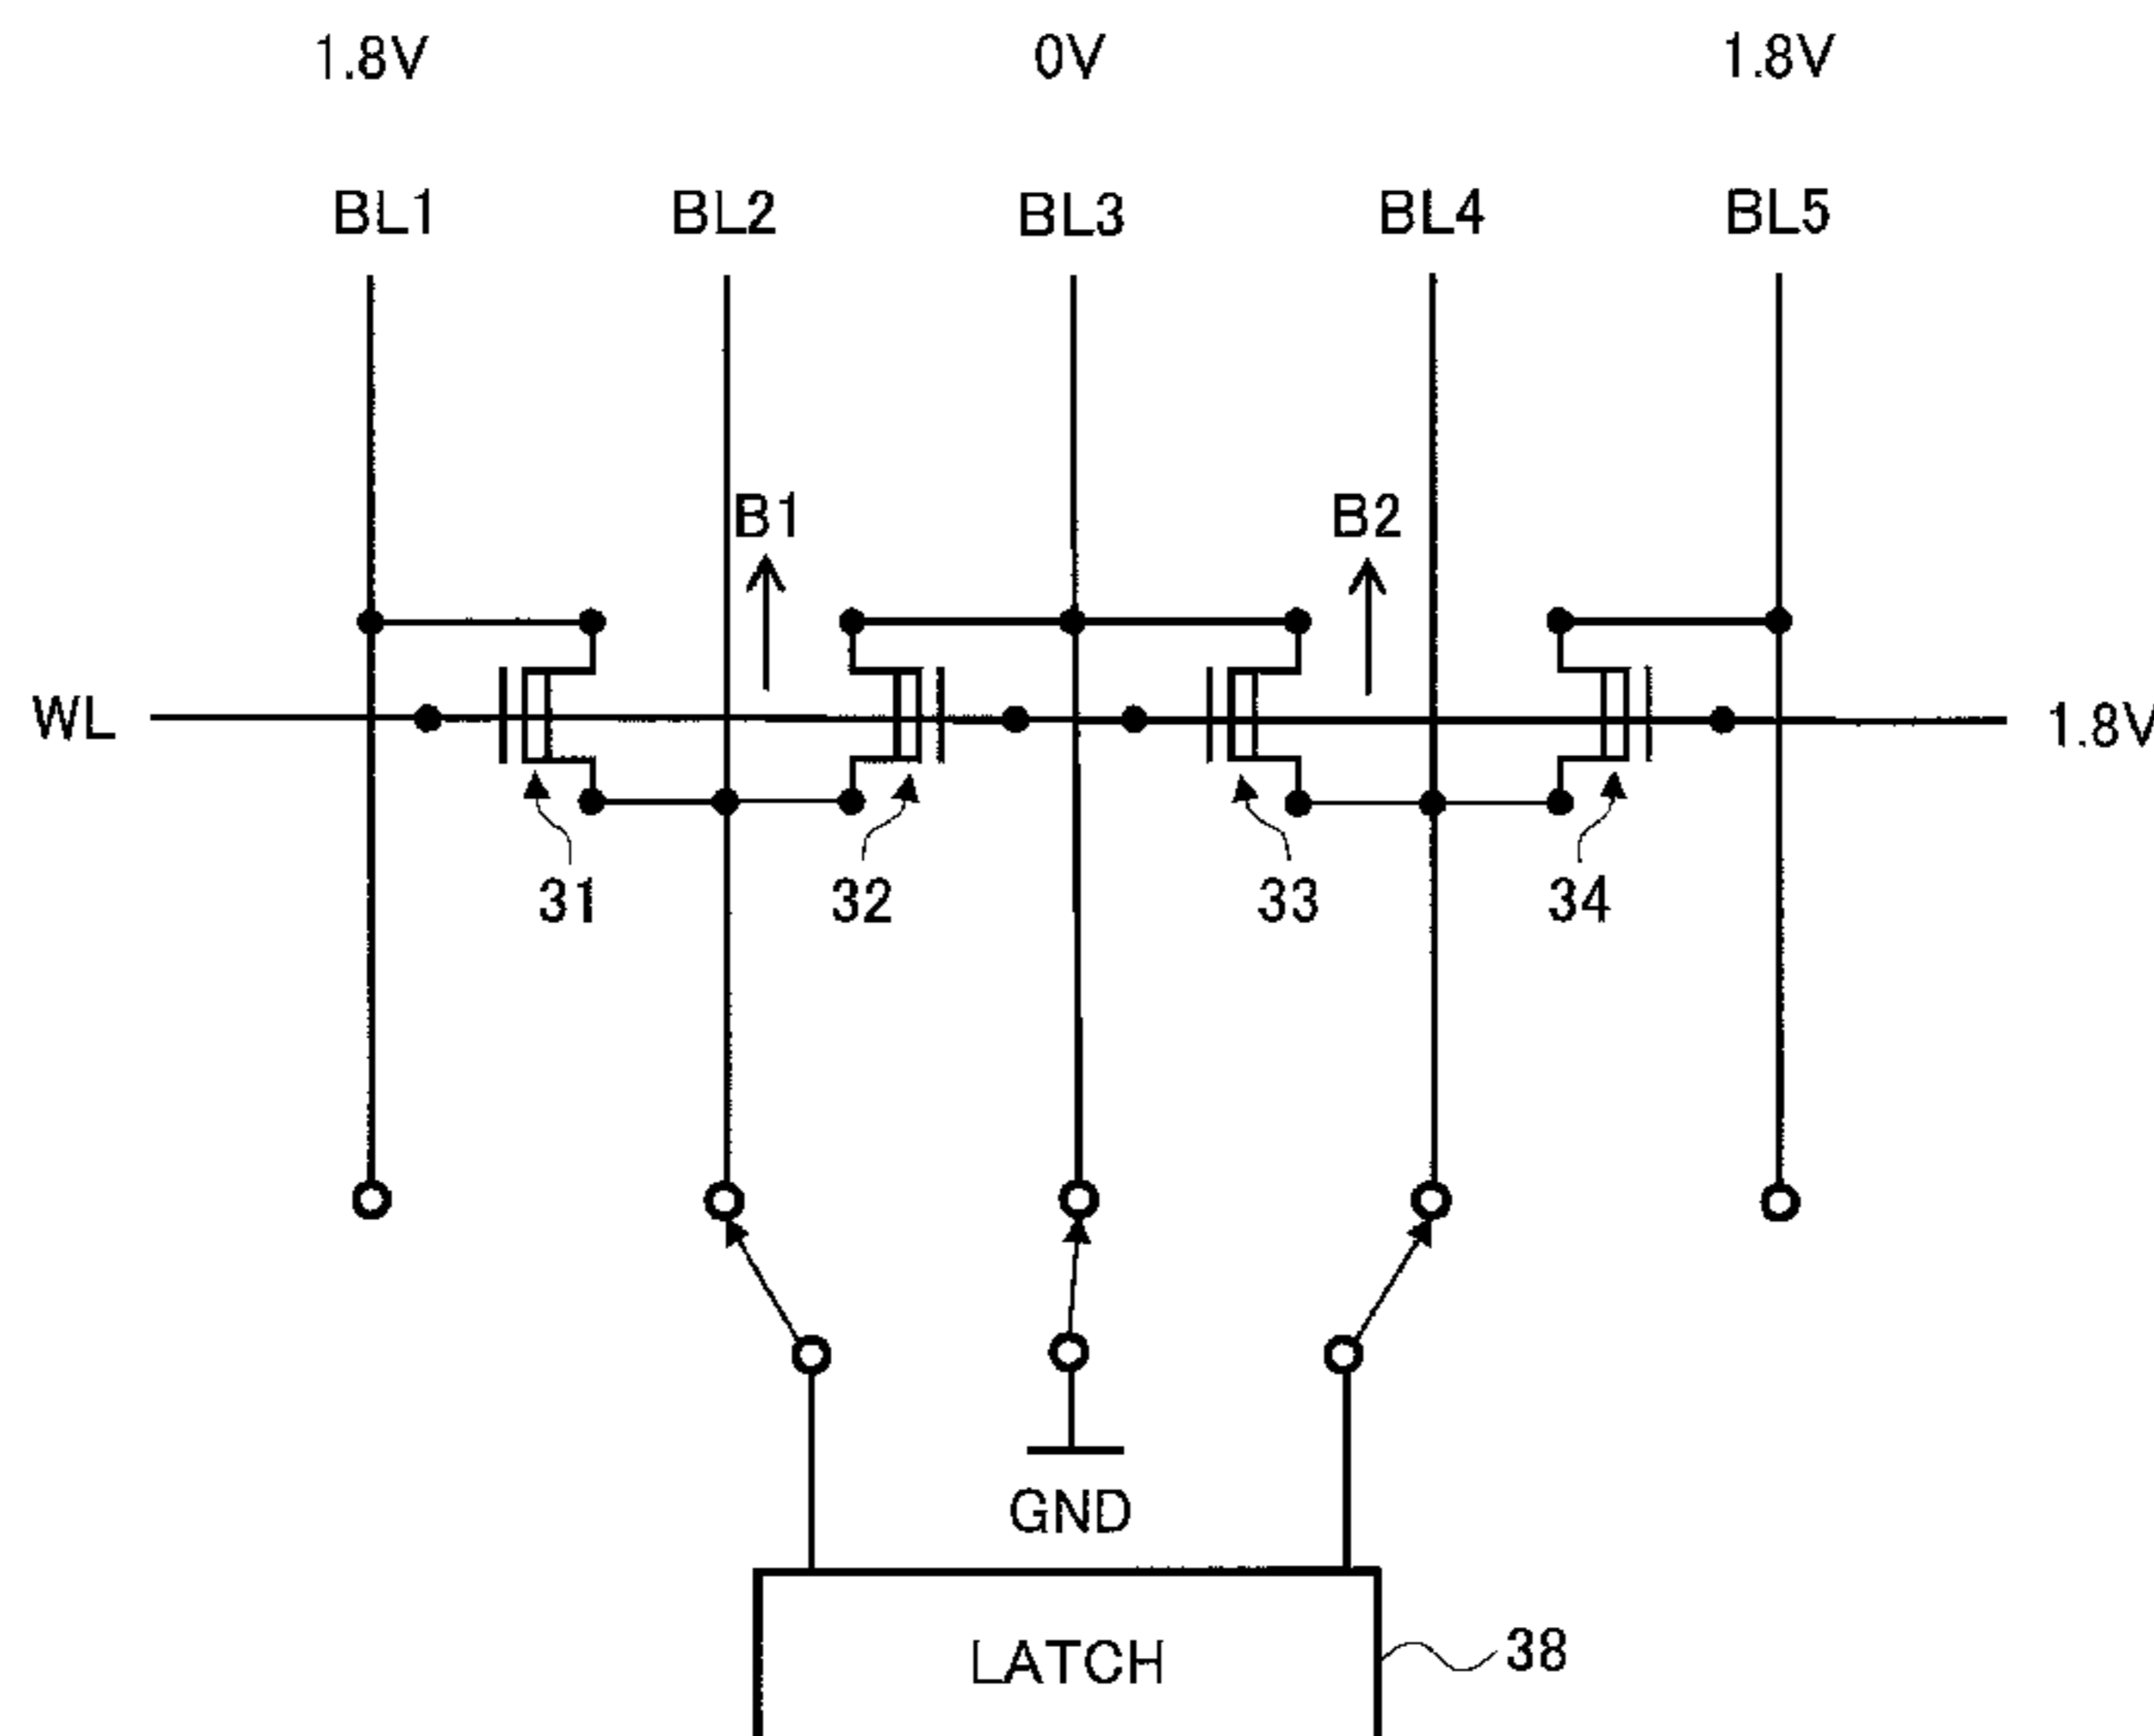 1.8V 0V 1.8V
BL1 BL2 BL3 BL4 BL5
B1 B2
WL 1.8V
31 32 33 34
GND
LATCH 38